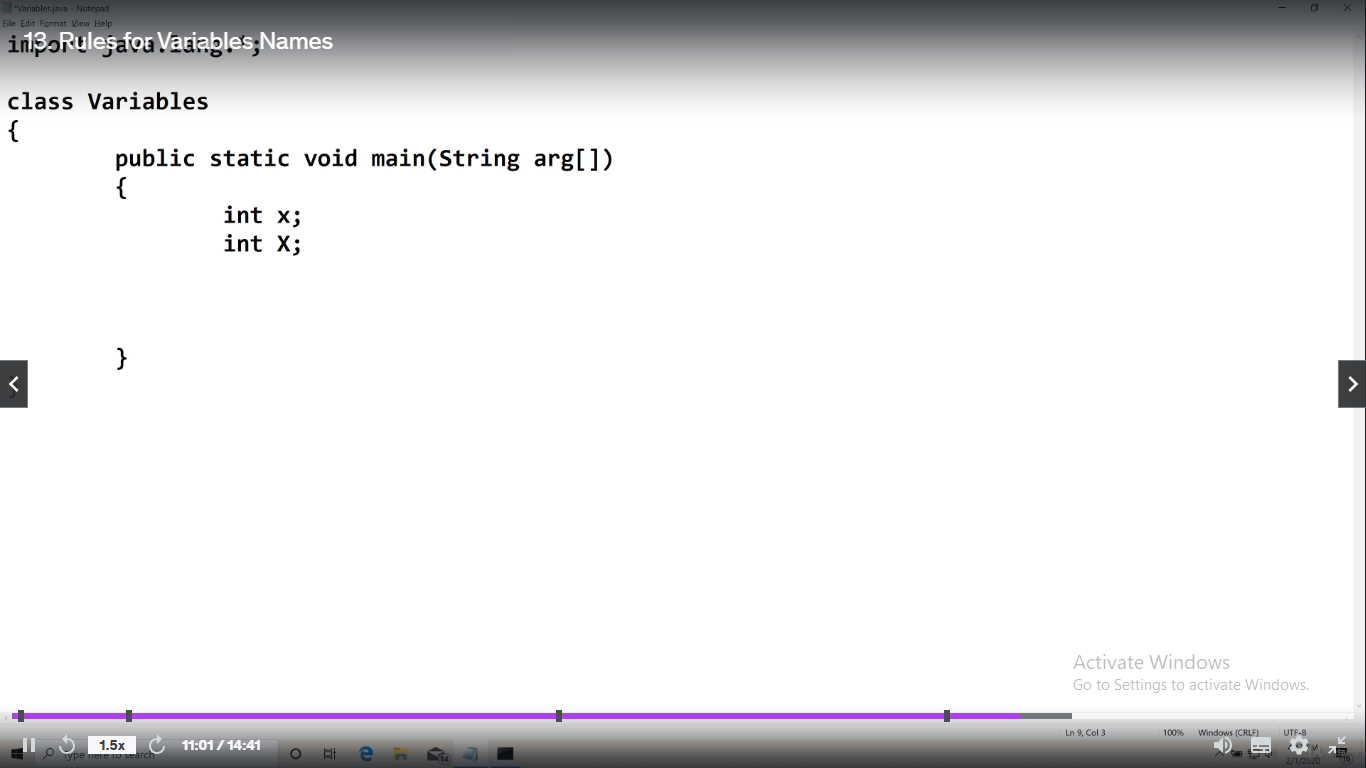 *Variables.java - Notepad
File Edit Format View Help
13. Rules for Variables Names
import java.lang.*;
class Variables
{
public static void main(String arg[])
{
int x;
int X;
}
Activate Windows
Go to Settings to activate Windows.
Ln 9, Col 3 100% Windows (CRLF) UTF-8
1.5x 11:01 / 14:41
Type here to search
14
2/1/2020
16